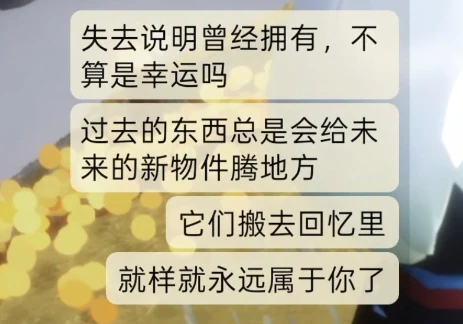 失去说明曾经拥有，不
算是幸运吗
过去的东西总是会给未
来的新物件腾地方
它们搬去回忆里
就样就永远属于你了